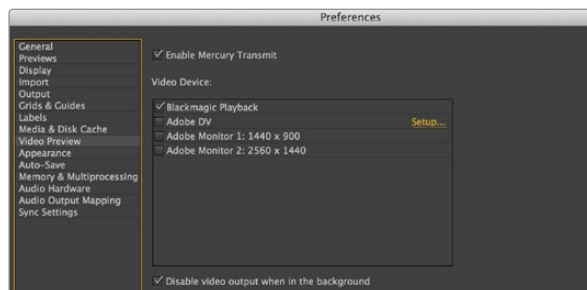 Preferences
General
Previews
Display
Import
Output
Grids & Guides
Labels
Media & Disk Cache
Video Preview
Appearance
Auto-Save
Memory & Multiprocessing
Audio Hardware
Audio Output Mapping
Sync Settings
Enable Mercury Transmit
Video Device:
Blackmagic Playback
Adobe DV Setup...
Adobe Monitor 1: 1440 x 900
Adobe Monitor 2: 2560 x 1440
Disable video output when in the background